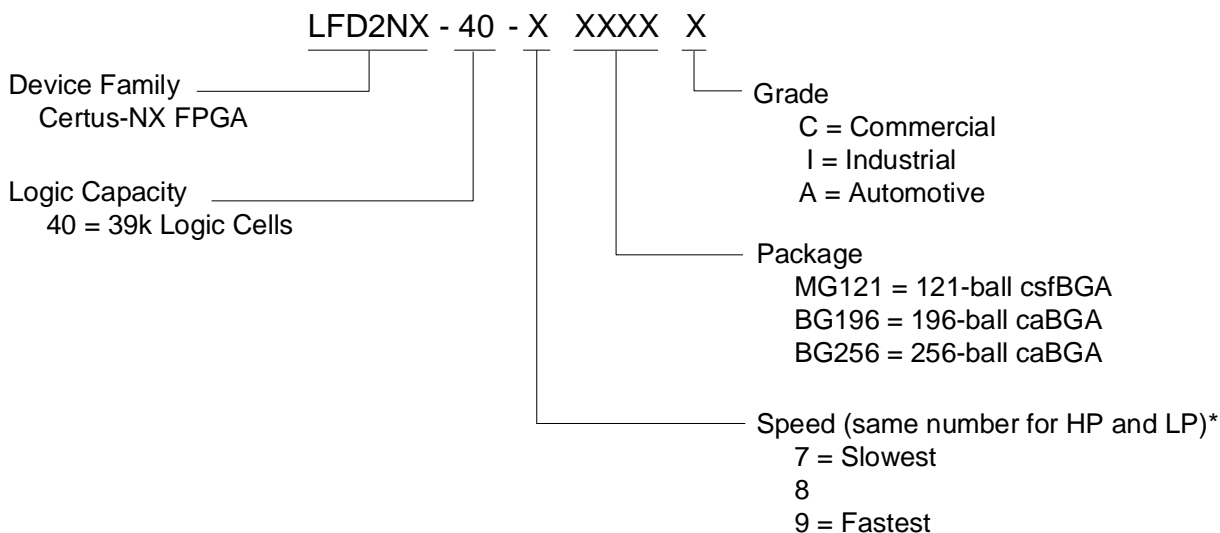 LFD2NX - 40 - X XXXX X
Device Family
Certus-NX FPGA
Logic Capacity
40 = 39k Logic Cells
Grade
C = Commercial
I = Industrial
A = Automotive
Package
MG121 = 121-ball csfBGA
BG196 = 196-ball caBGA
BG256 = 256-ball caBGA
Speed (same number for HP and LP)*
7 = Slowest
8
9 = Fastest